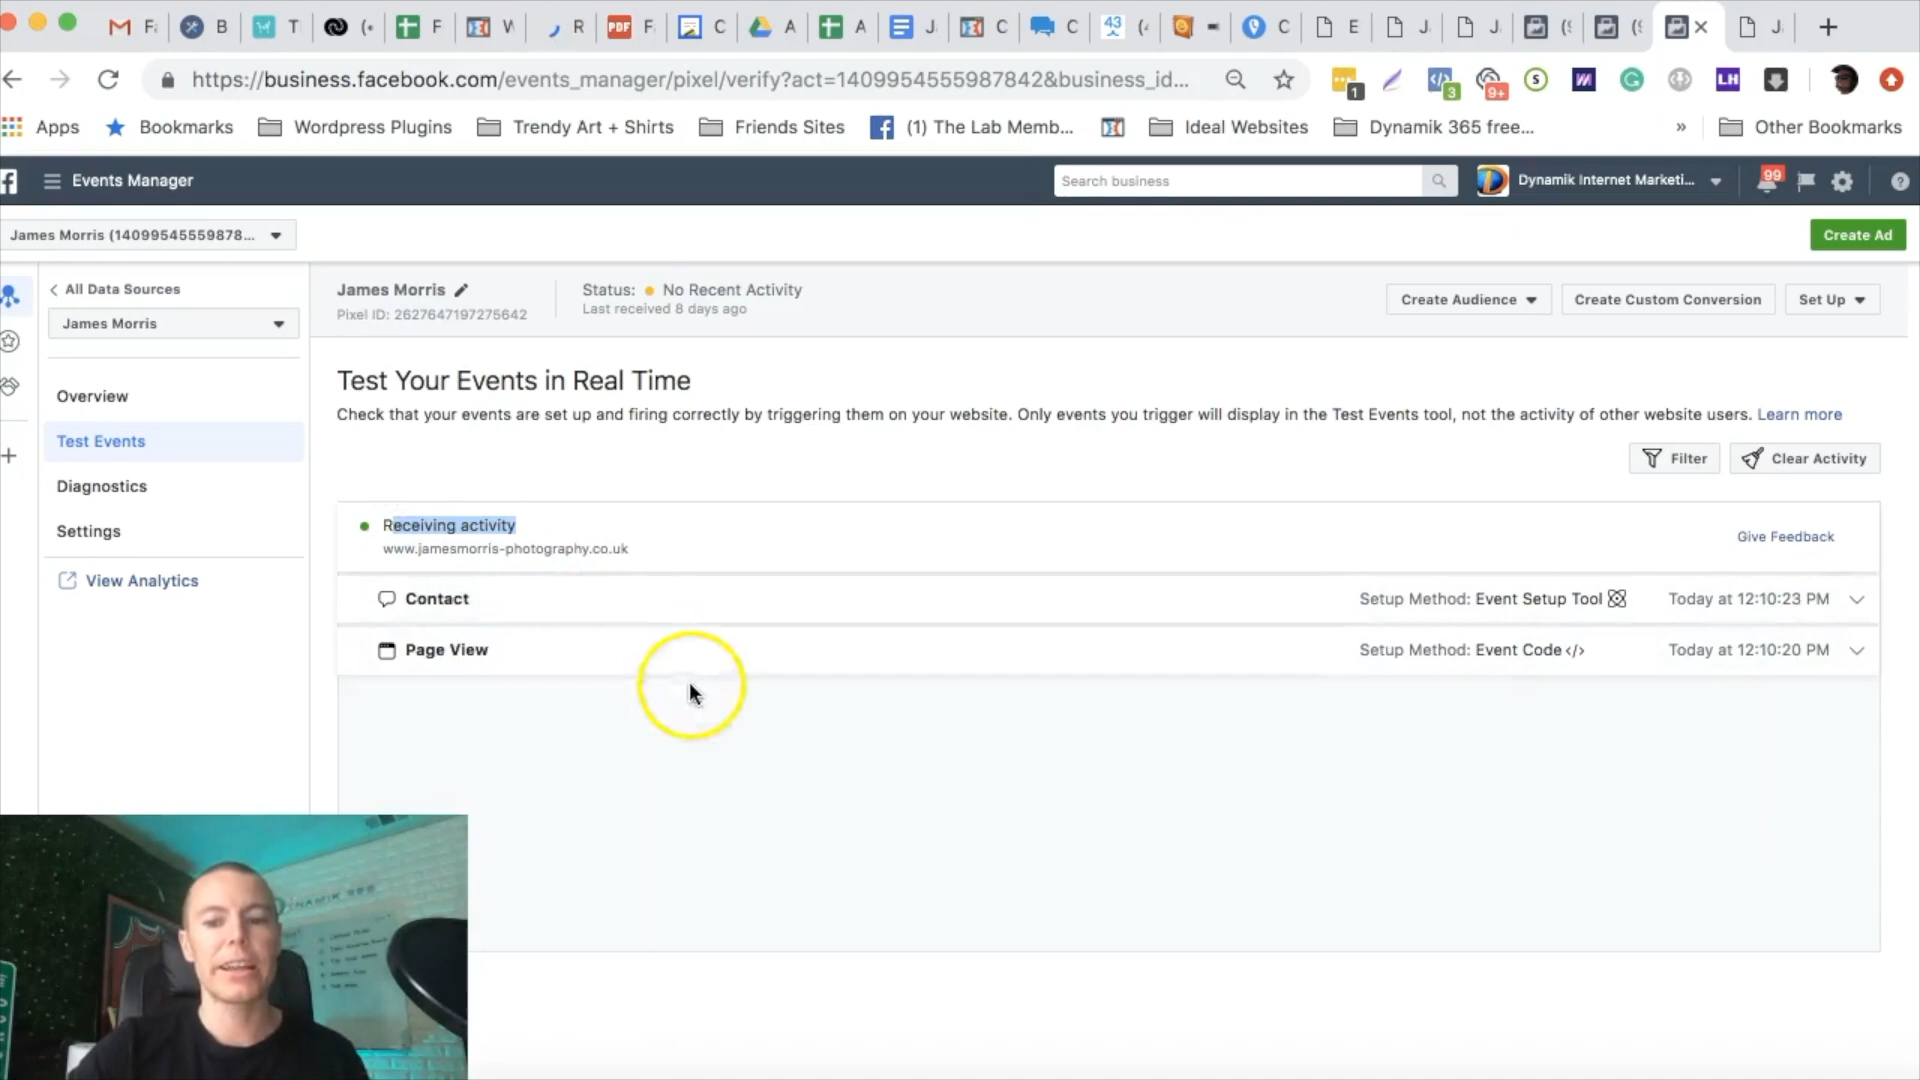 F
B
T
(
F
W
R
PDF
F
C
A
A
J
C
C
43
(
C
E
J
J
(
(
J
https://business.facebook.com/events_manager/pixel/verify?act=1409954555987842&business_id...
1
3
9+
S
LH
Apps
Bookmarks
Wordpress Plugins
Trendy Art + Shirts
Friends Sites
(1) The Lab Memb...
Ideal Websites
Dynamik 365 free...
»
Other Bookmarks
Events Manager
Search business
Dynamik Internet Marketi...
99
James Morris (14099545559878...
Create Ad
All Data Sources
James Morris
Overview
Test Events
Diagnostics
Settings
View Analytics
James Morris
Pixel ID: 2627647197275642
Status: No Recent Activity
Last received 8 days ago
Create Audience
Create Custom Conversion
Set Up
Test Your Events in Real Time
Check that your events are set up and firing correctly by triggering them on your website. Only events you trigger will display in the Test Events tool, not the activity of other website users. Learn more
Filter
Clear Activity
Receiving activity
www.jamesmorris-photography.co.uk
Give Feedback
Contact
Setup Method: Event Setup Tool
Today at 12:10:23 PM
Page View
Setup Method: Event Code </>
Today at 12:10:20 PM